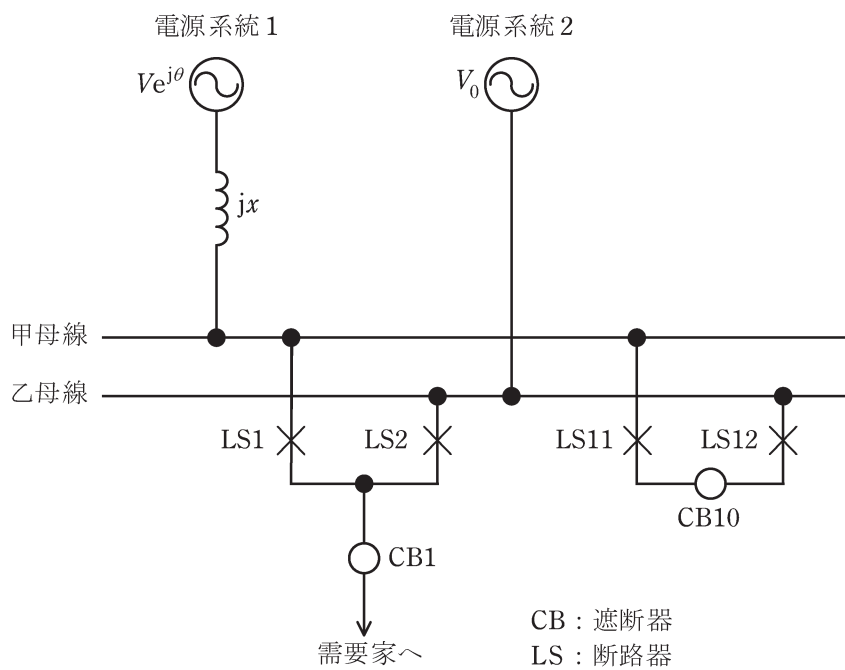 電源系統1
電源系統2
Ve^{jθ}
V₀
jx
甲母線
乙母線
LS1
LS2
LS11
LS12
CB10
CB1
需要家へ
CB:遮断器
LS:断路器